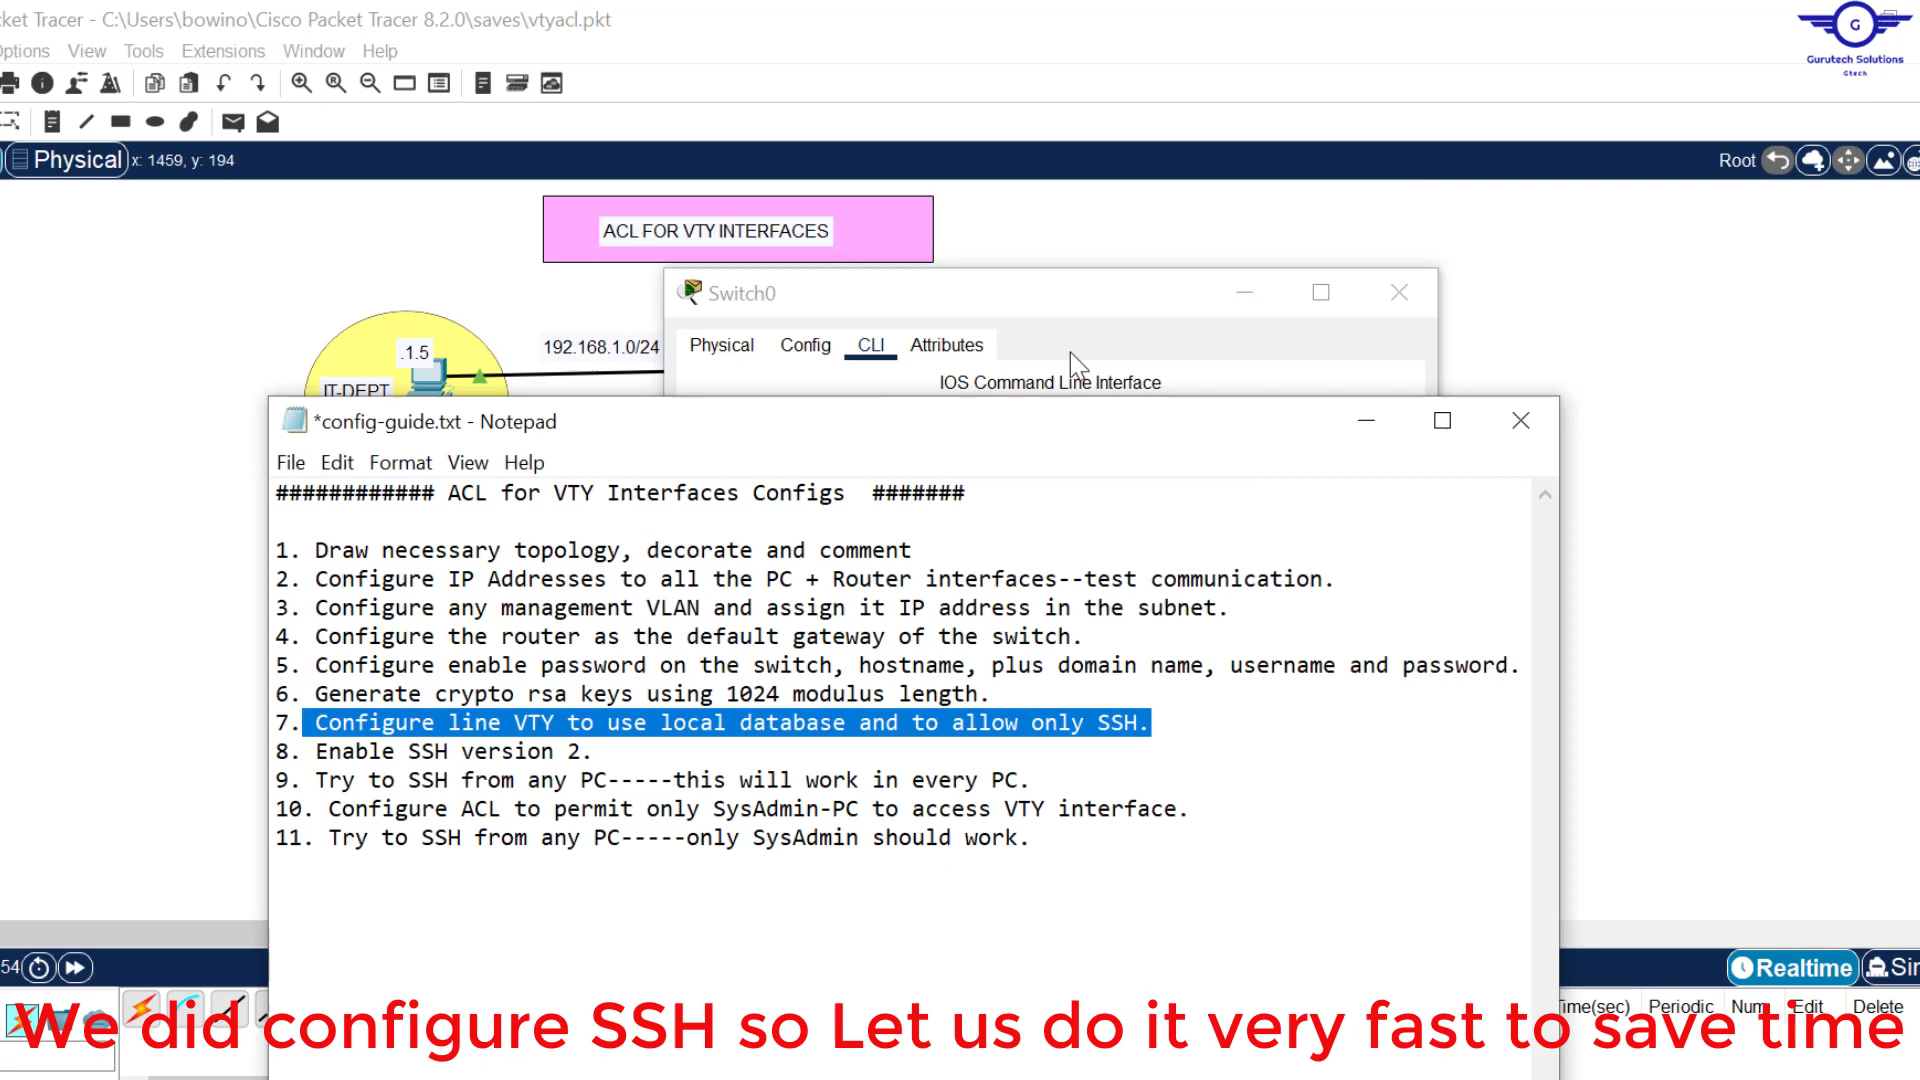 cket Tracer - C:\Users\bowino\Cisco Packet Tracer 8.2.0\saves\vtyacl.pkt
Options View Tools Extensions Window Help
G
Gurutech Solutions
Gtech
Physical x: 1459, y: 194
Root
ACL FOR VTY INTERFACES
Switch0
.1.5
192.168.1.0/24
Physical Config CLI Attributes
IT-DEPT
IOS Command Line Interface
*config-guide.txt - Notepad
File Edit Format View Help
############ ACL for VTY Interfaces Configs #######
1. Draw necessary topology, decorate and comment
2. Configure IP Addresses to all the PC + Router interfaces--test communication.
3. Configure any management VLAN and assign it IP address in the subnet.
4. Configure the router as the default gateway of the switch.
5. Configure enable password on the switch, hostname, plus domain name, username and password.
6. Generate crypto rsa keys using 1024 modulus length.
7. Configure line VTY to use local database and to allow only SSH.
8. Enable SSH version 2.
9. Try to SSH from any PC-----this will work in every PC.
10. Configure ACL to permit only SysAdmin-PC to access VTY interface.
11. Try to SSH from any PC-----only SysAdmin should work.
54
Realtime
Time(sec) Periodic Num Edit Delete
We did configure SSH so Let us do it very fast to save time